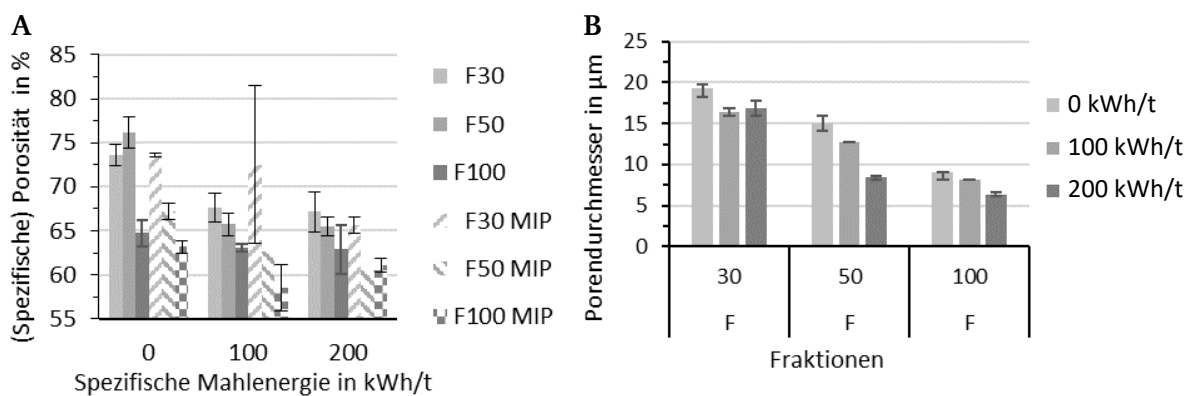 A
(Spezifische) Porosität in %
85
80
75
70
65
60
55
0 100 200
Spezifische Mahlenergie in kWh/t
F30
F50
F100
F30 MIP
F50 MIP
F100 MIP
B
Porendurchmesser in µm
25
20
15
10
5
0
30 50 100
F F F
Fraktionen
0 kWh/t
100 kWh/t
200 kWh/t